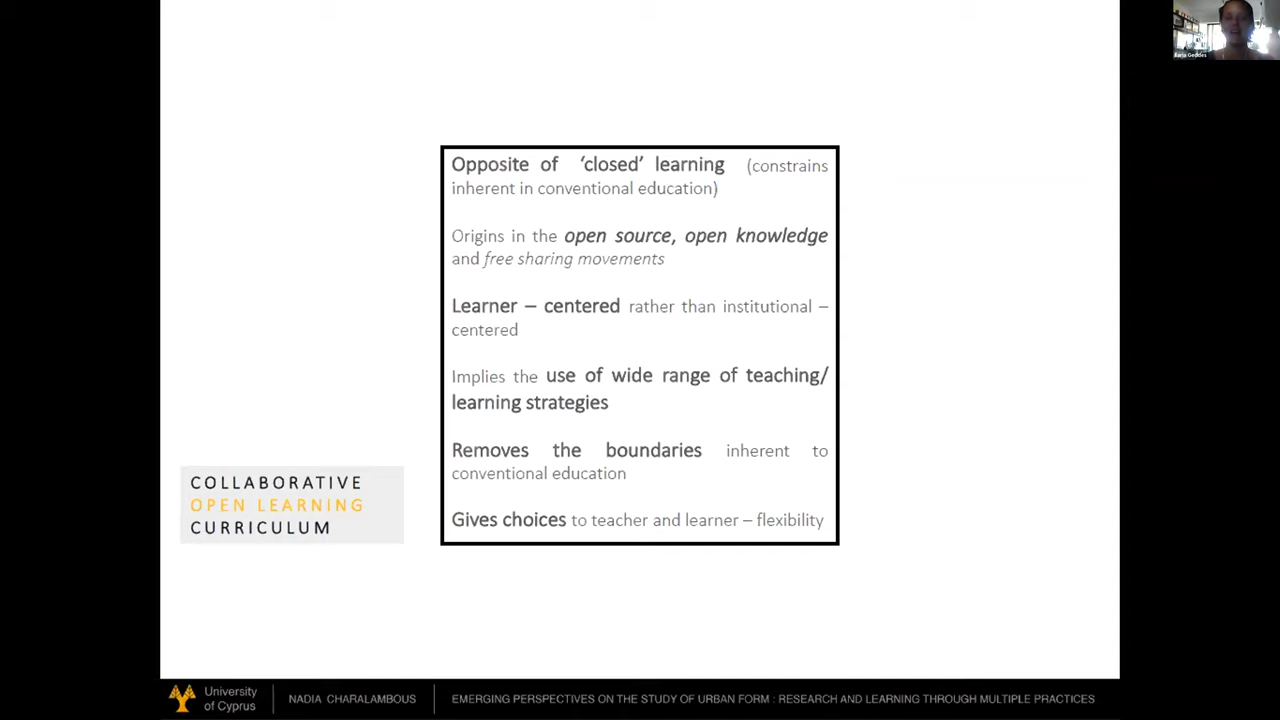 Ilaria Geddes
Opposite of ‘closed’ learning (constrains
inherent in conventional education)
Origins in the open source, open knowledge
and free sharing movements
Learner – centered rather than institutional –
centered
Implies the use of wide range of teaching/
learning strategies
Removes the boundaries inherent to
conventional education
Gives choices to teacher and learner – flexibility
COLLABORATIVE
OPEN LEARNING
CURRICULUM
University
of Cyprus
NADIA CHARALAMBOUS
EMERGING PERSPECTIVES ON THE STUDY OF URBAN FORM : RESEARCH AND LEARNING THROUGH MULTIPLE PRACTICES